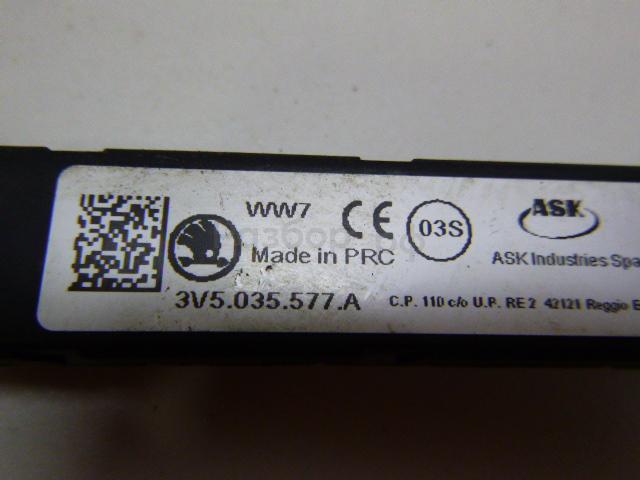 WW7 CE 03S ASK
Made in PRC ASK Industries Spa
3V5.035.577.A C.P. 110 c/o U.P. RE 2 42121 Reggio E